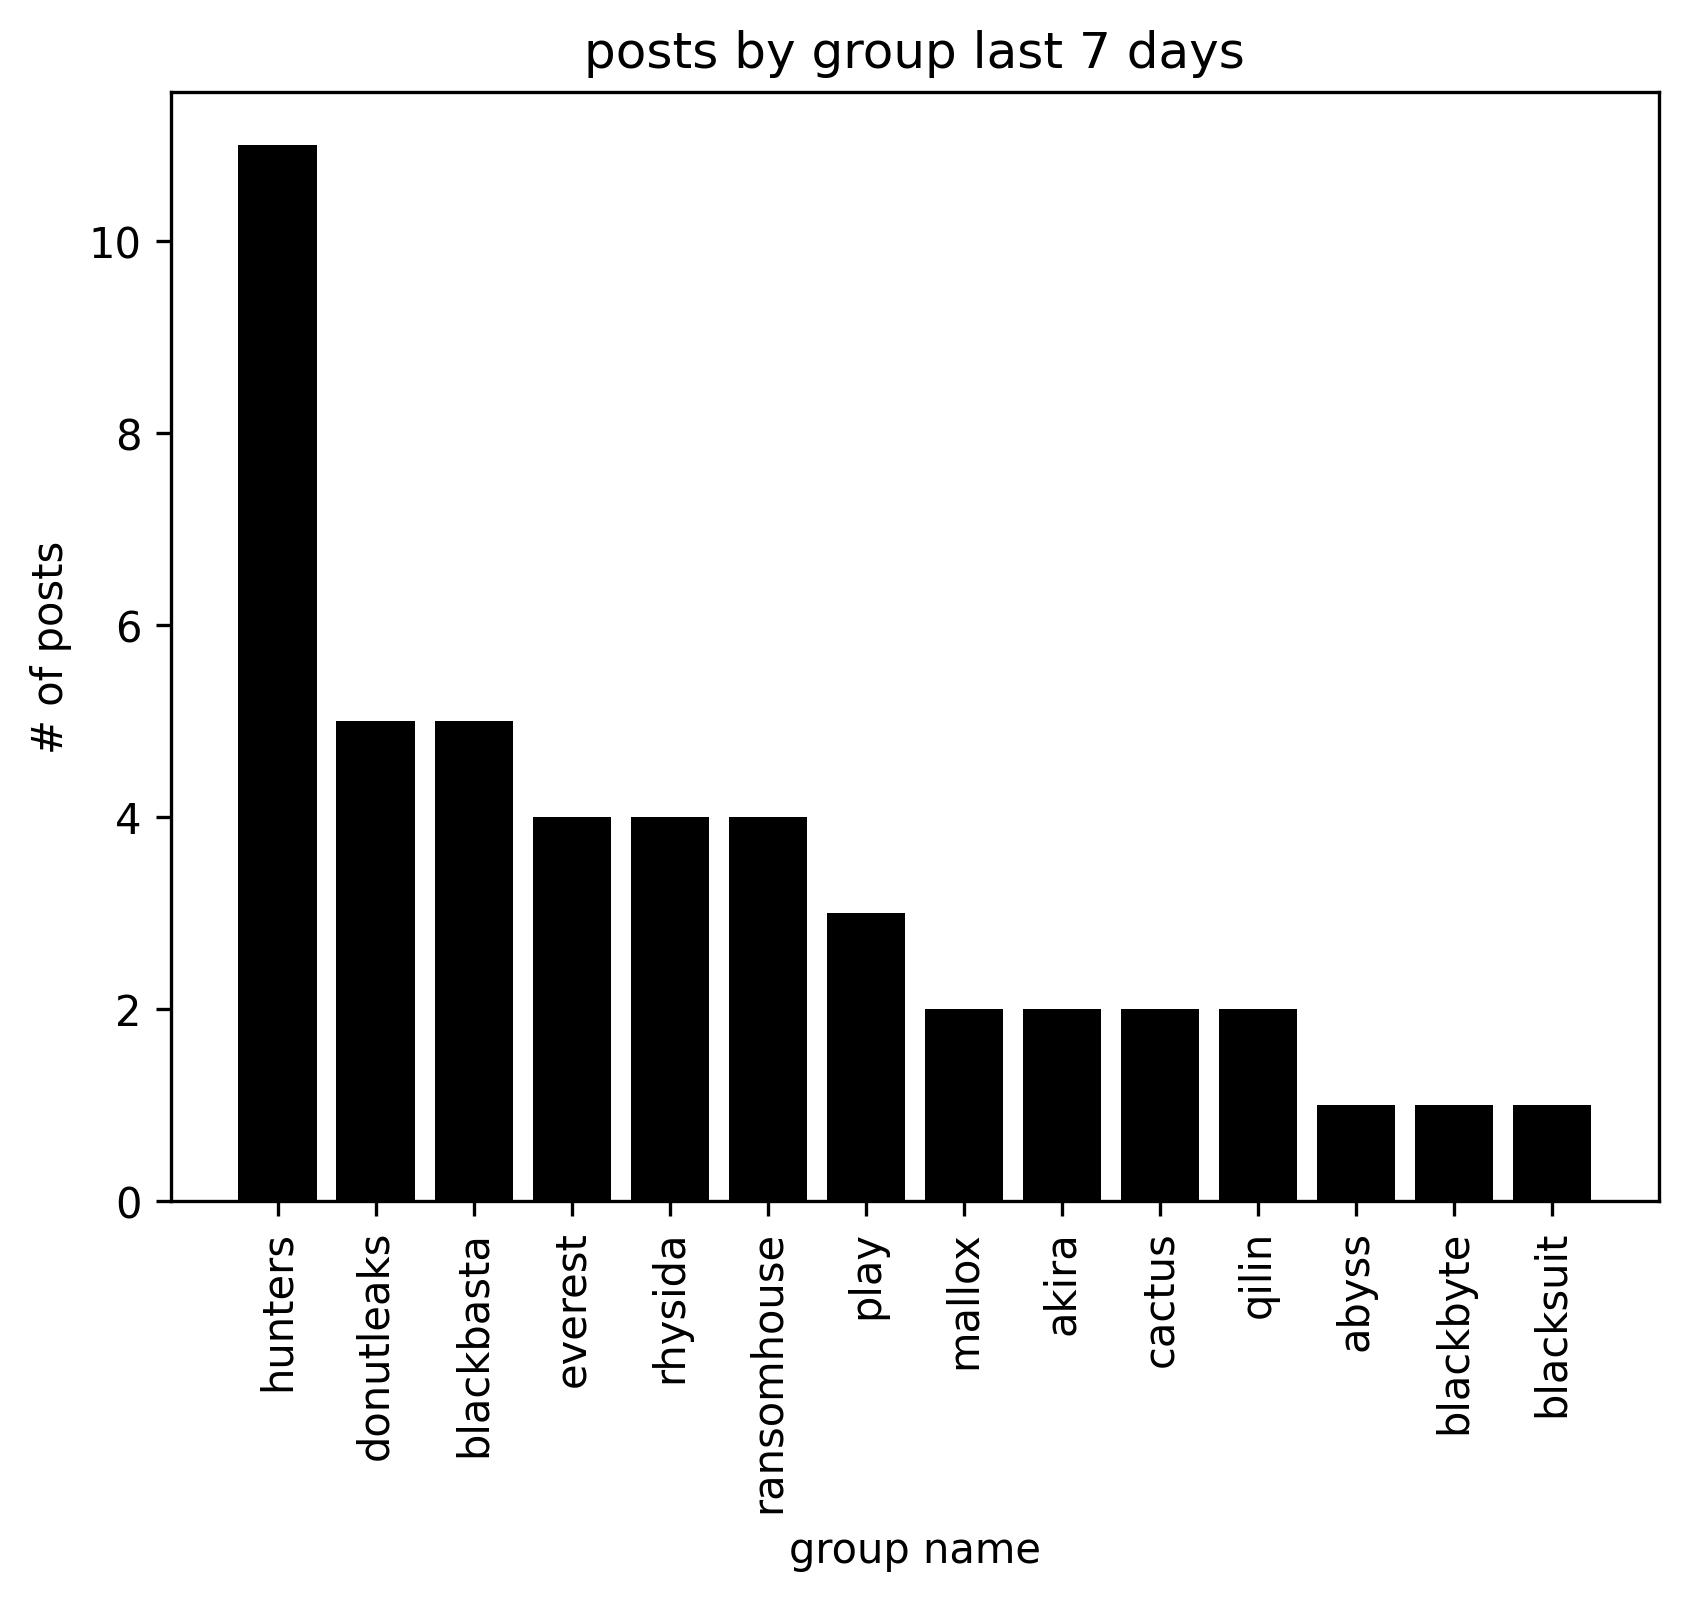 posts by group last 7 days
# of posts
10
8
6
4
2
0
hunters
donutleaks
blackbasta
everest
rhysida
ransomhouse
play
mallox
akira
cactus
qilin
abyss
blackbyte
blacksuit
group name